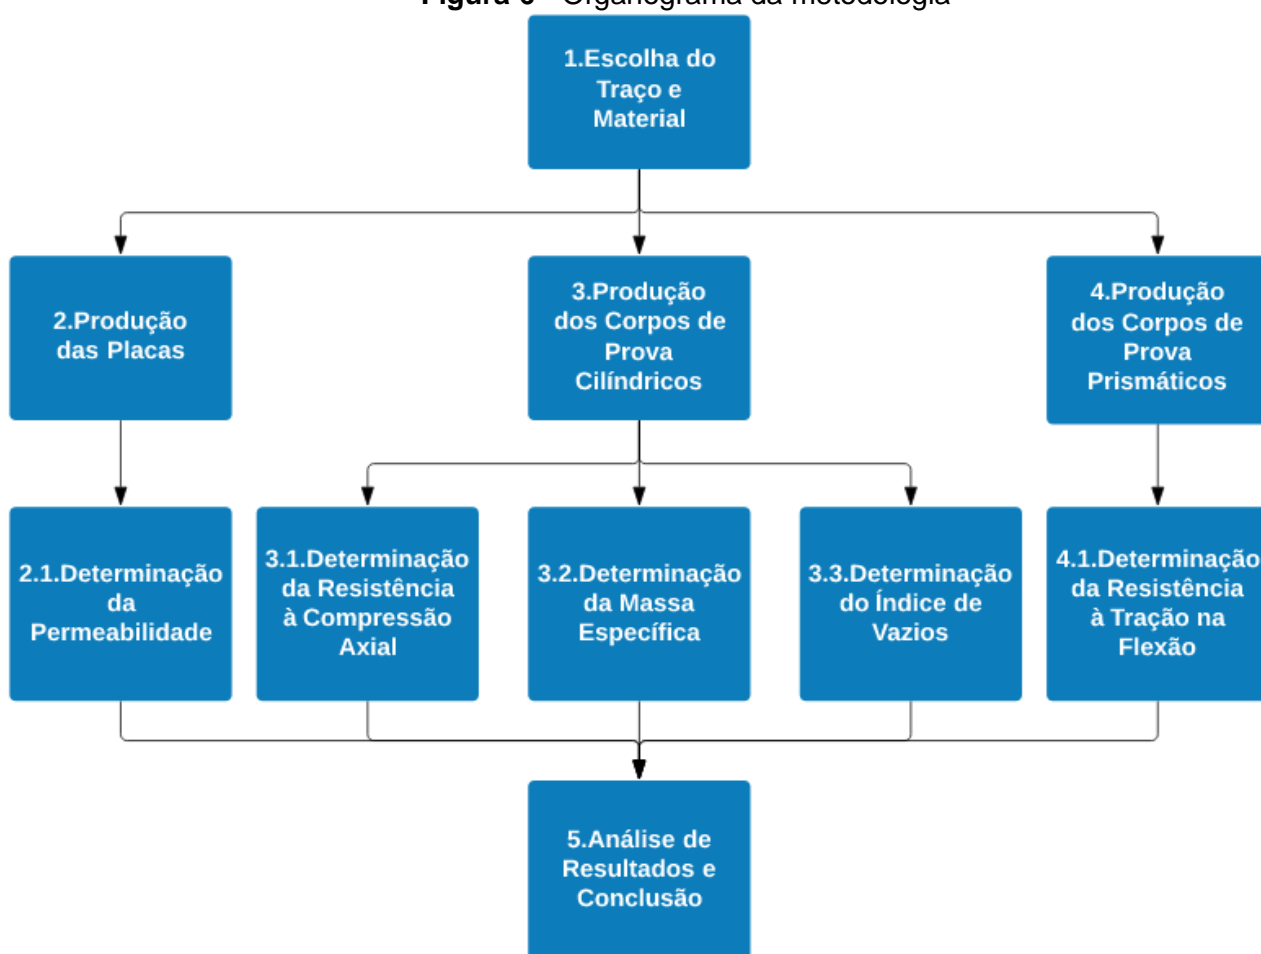 Organograma da metodologia
1.Escolha do
Traço e
Material
2.Produção
das Placas
3.Produção
dos Corpos de
Prova
Cilíndricos
4.Produção
dos Corpos de
Prova
Prismáticos
2.1.Determinação
da
Permeabilidade
3.1.Determinação
da Resistência
à Compressão
Axial
3.2.Determinação
da Massa
Específica
3.3.Determinação
do Índice de
Vazios
4.1.Determinação
da Resistência
à Tração na
Flexão
5.Análise de
Resultados e
Conclusão